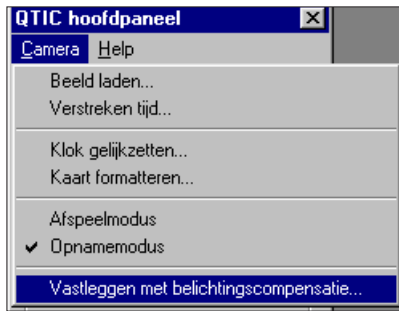 QTIC hoofdpaneel
Camera Help
Beeld laden...
Verstreken tijd...
Klok gelijkzetten...
Kaart formatteren...
Afspeelmodus
✔ Opnamemodus
Vastleggen met belichtingscompensatie...